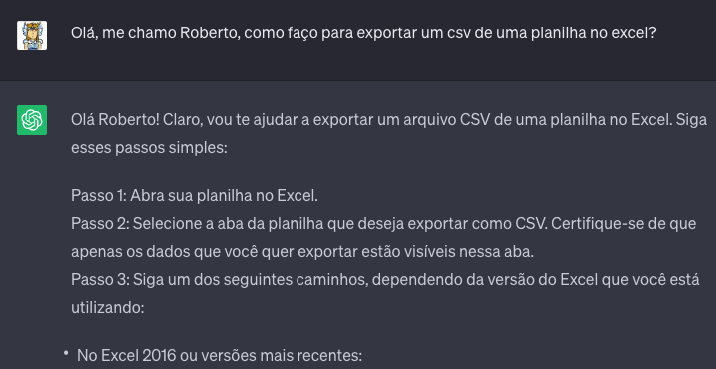 Olá, me chamo Roberto, como faço para exportar um csv de uma planilha no excel?
Olá Roberto! Claro, vou te ajudar a exportar um arquivo CSV de uma planilha no Excel. Siga
esses passos simples:
Passo 1: Abra sua planilha no Excel.
Passo 2: Selecione a aba da planilha que deseja exportar como CSV. Certifique-se de que
apenas os dados que você quer exportar estão visíveis nessa aba.
Passo 3: Siga um dos seguintes caminhos, dependendo da versão do Excel que você está
utilizando:
• No Excel 2016 ou versões mais recentes: